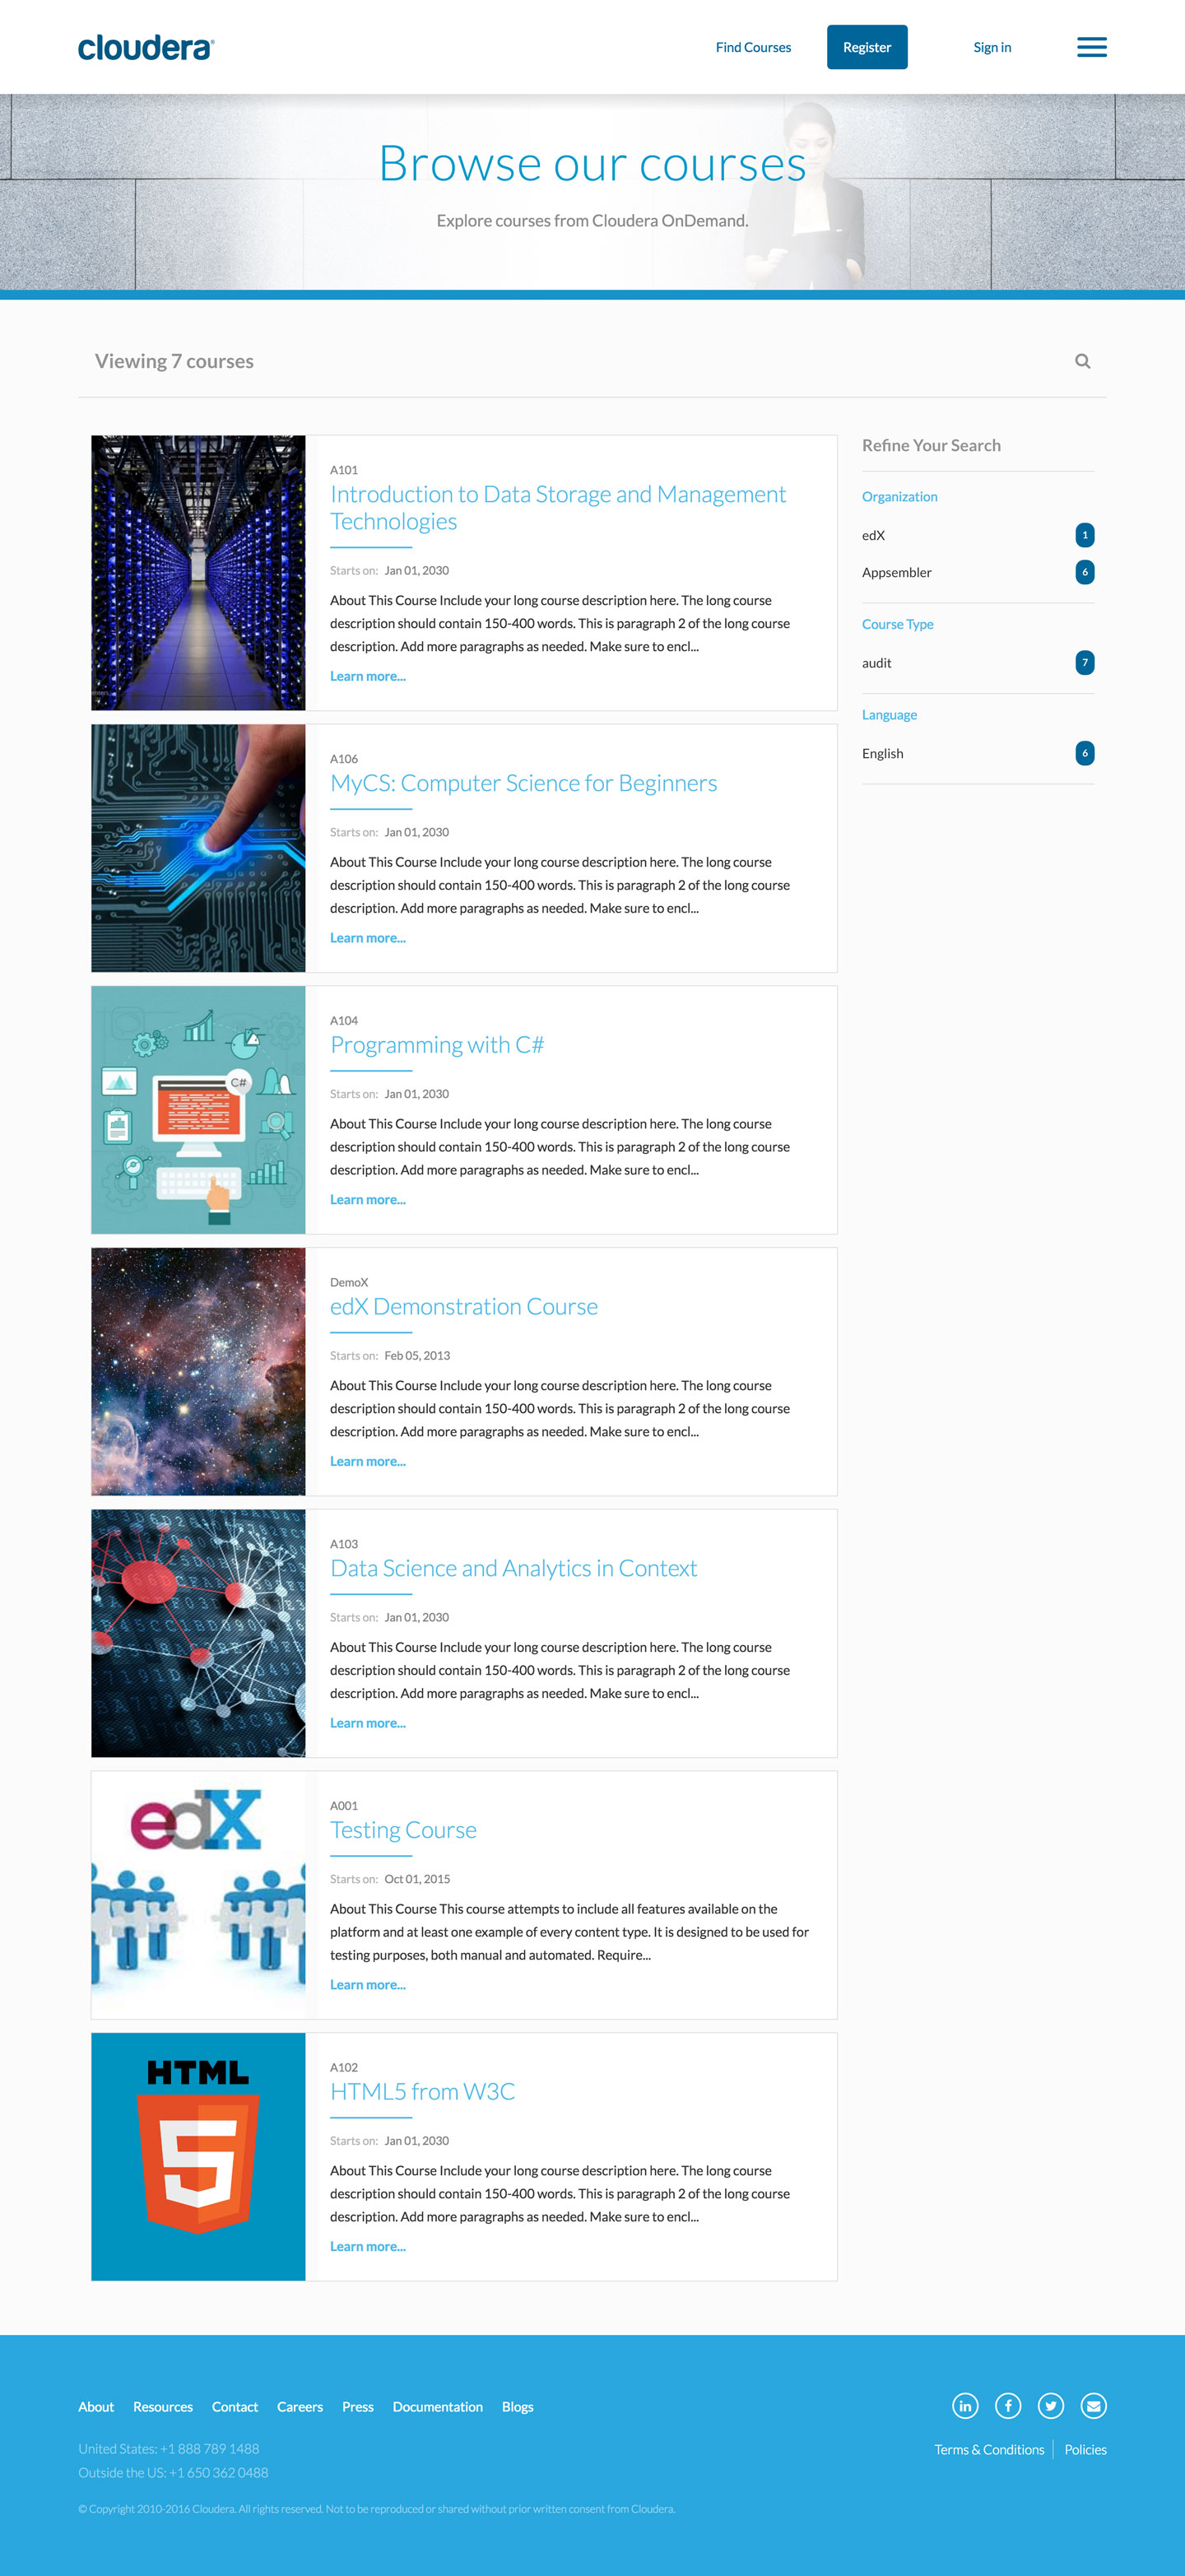 cloudera
Find Courses
Register
Sign in
Browse our courses
Explore courses from Cloudera OnDemand.
Viewing 7 courses
A101
Introduction to Data Storage and Management
Technologies
Starts on: Jan 01, 2030
About This Course Include your long course description here. The long course
description should contain 150-400 words. This is paragraph 2 of the long course
description. Add more paragraphs as needed. Make sure to encl...
Learn more...
A106
MyCS: Computer Science for Beginners
Starts on: Jan 01, 2030
About This Course Include your long course description here. The long course
description should contain 150-400 words. This is paragraph 2 of the long course
description. Add more paragraphs as needed. Make sure to encl...
Learn more...
C#
A104
Programming with C#
Starts on: Jan 01, 2030
About This Course Include your long course description here. The long course
description should contain 150-400 words. This is paragraph 2 of the long course
description. Add more paragraphs as needed. Make sure to encl...
Learn more...
DemoX
edX Demonstration Course
Starts on: Feb 05, 2013
About This Course Include your long course description here. The long course
description should contain 150-400 words. This is paragraph 2 of the long course
description. Add more paragraphs as needed. Make sure to encl...
Learn more...
A103
Data Science and Analytics in Context
Starts on: Jan 01, 2030
About This Course Include your long course description here. The long course
description should contain 150-400 words. This is paragraph 2 of the long course
description. Add more paragraphs as needed. Make sure to encl...
Learn more...
edX
A001
Testing Course
Starts on: Oct 01, 2015
About This Course This course attempts to include all features available on the
platform and at least one example of every content type. It is designed to be used for
testing purposes, both manual and automated. Require...
Learn more...
HTML
5
A102
HTML5 from W3C
Starts on: Jan 01, 2030
About This Course Include your long course description here. The long course
description should contain 150-400 words. This is paragraph 2 of the long course
description. Add more paragraphs as needed. Make sure to encl...
Learn more...
Refine Your Search
Organization
edX 1
Appsembler 6
Course Type
audit 7
Language
English 6
About Resources Contact Careers Press Documentation Blogs
United States: +1 888 789 1488
Outside the US: +1 650 362 0488
© Copyright 2010-2016 Cloudera. All rights reserved. Not to be reproduced or shared without prior written consent from Cloudera.
in f
Terms & Conditions Policies